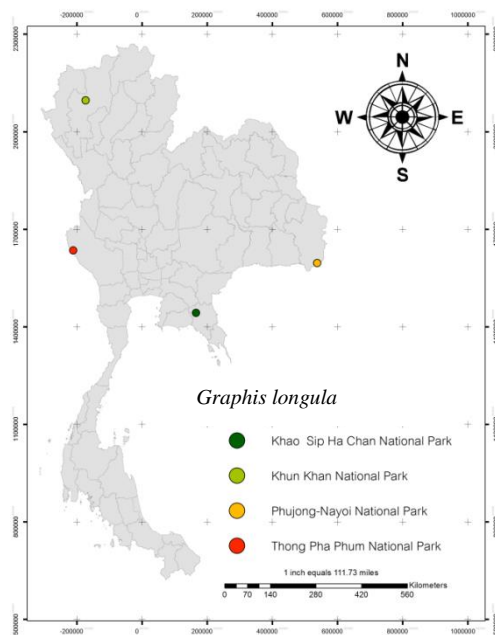 -200000 0 200000 400000 600000 800000 1000000
2300000
N
W E
S
2000000
1700000
1400000
Graphis longula
Khao Sip Ha Chan National Park
1100000
Khun Khan National Park
Phujong-Nayoi National Park
800000
Thong Pha Phum National Park
1 inch equals 111.73 miles
Kilometers
0 70 140 280 420 560
500000
-200000 0 200000 400000 600000 800000 1000000